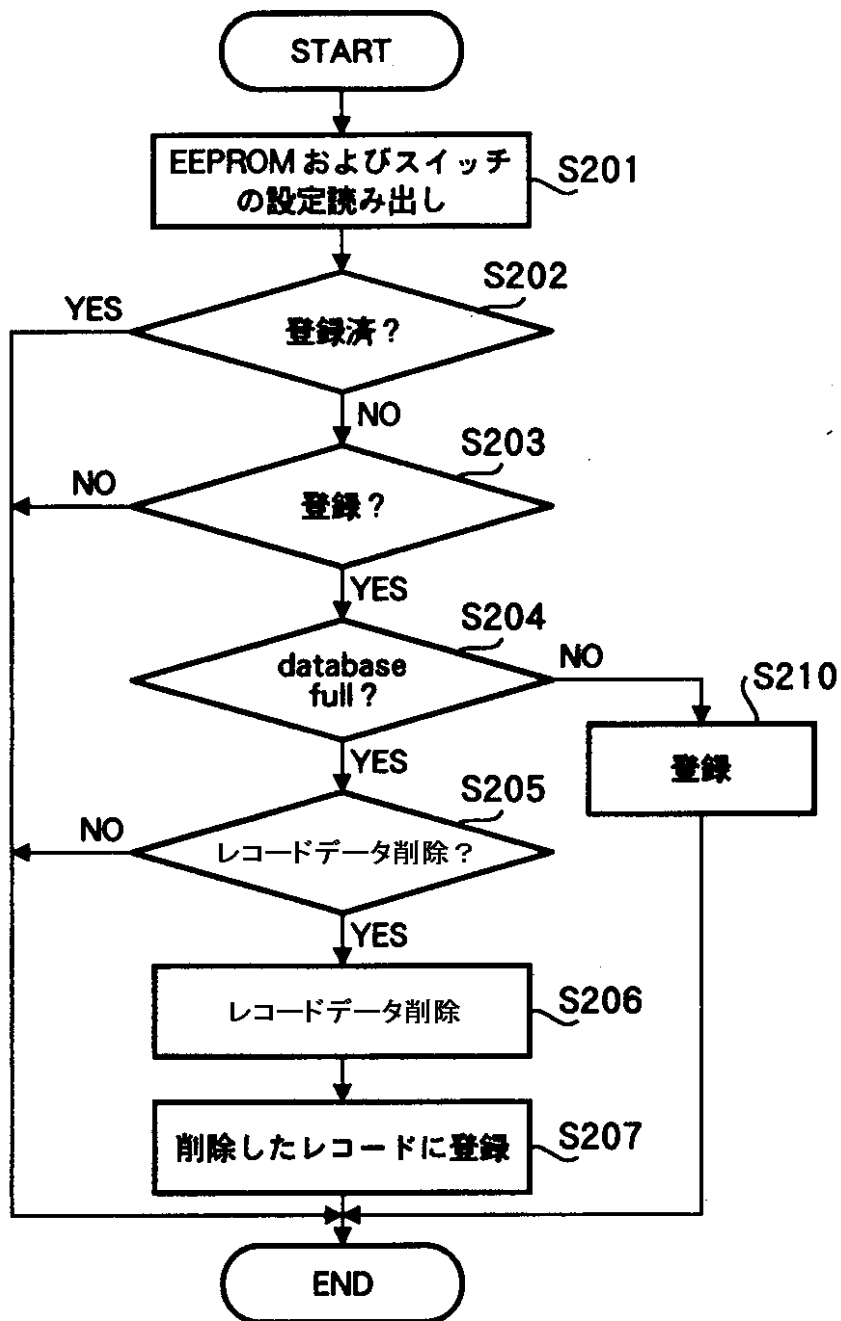 START
EEPROMおよびスイッチ
の設定読み出し
S201
S202
YES
登録済？
NO
S203
NO
登録？
YES
S204
database
full？
NO
S210
登録
YES
S205
NO
レコードデータ削除？
YES
レコードデータ削除
S206
削除したレコードに登録
S207
END